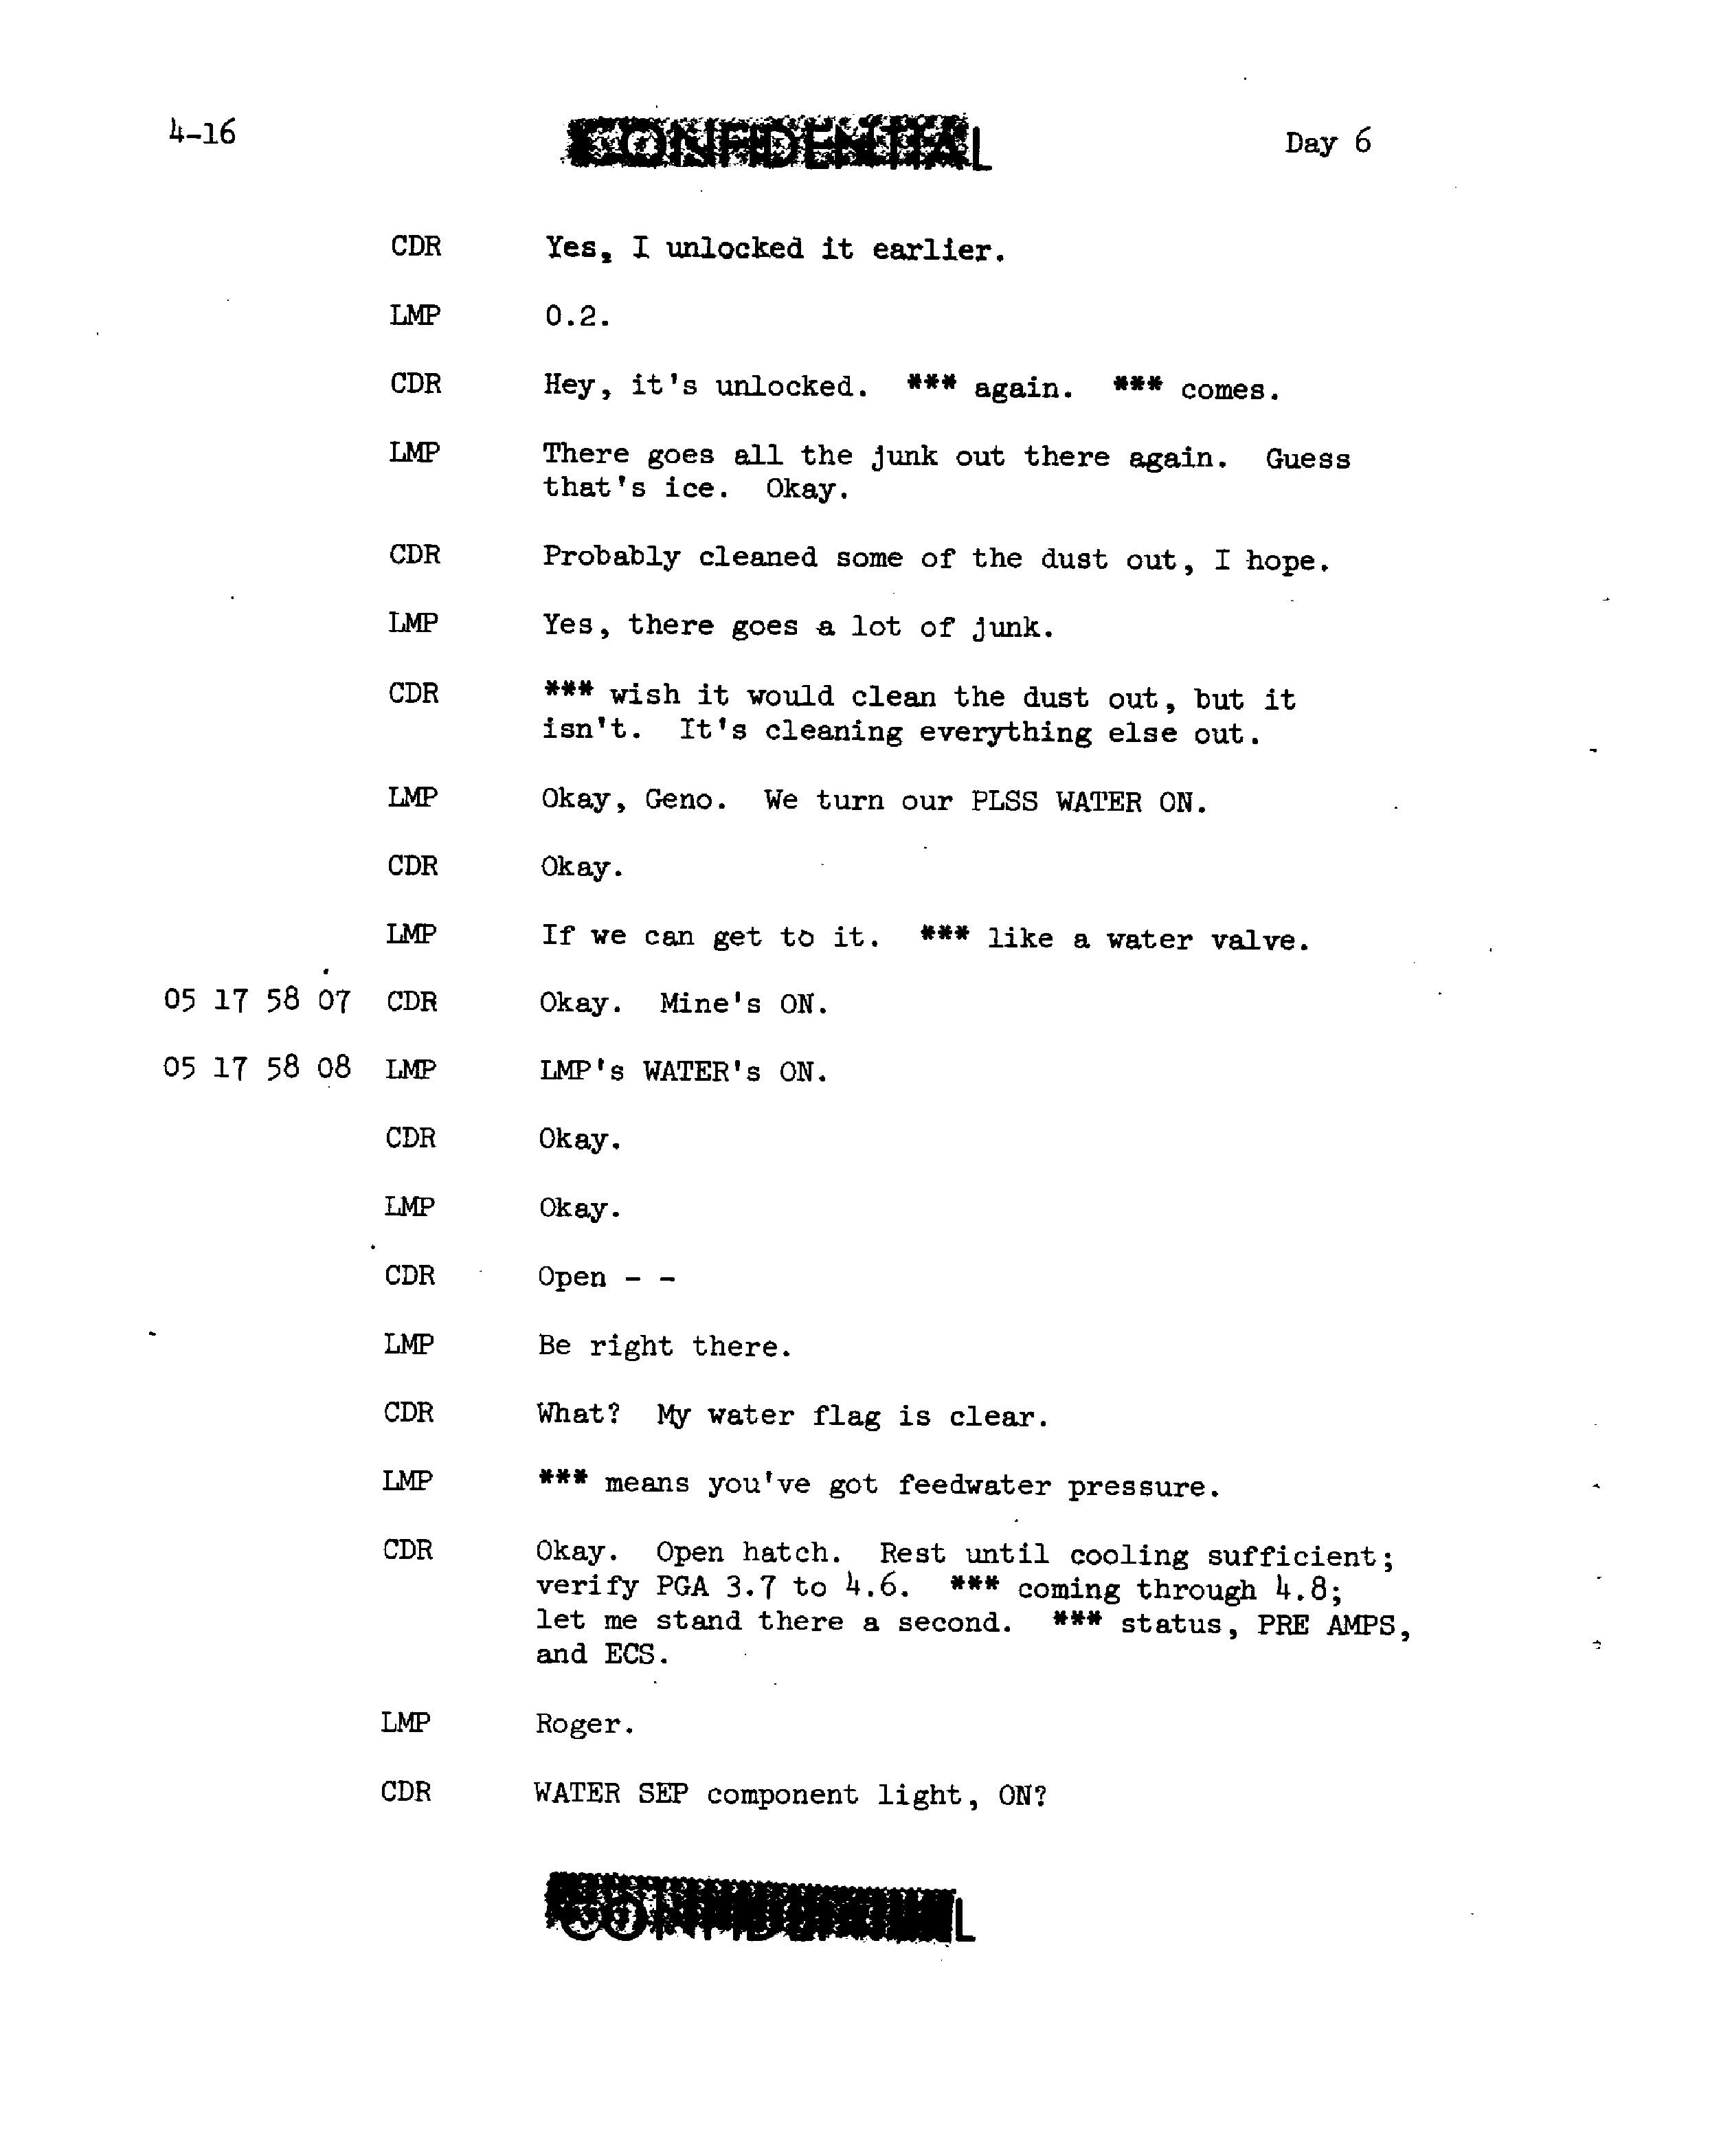 4-16 CONFIDENTIAL Day 6
CDR Yes, I unlocked it earlier.
LMP 0.2.
CDR Hey, it's unlocked. *** again. *** comes.
LMP There goes all the junk out there again. Guess
that's ice. Okay.
CDR Probably cleaned some of the dust out, I hope.
LMP Yes, there goes a lot of junk.
CDR *** wish it would clean the dust out, but it
isn't. It's cleaning everything else out.
LMP Okay, Geno. We turn our PLSS WATER ON.
CDR Okay.
LMP If we can get to it. *** like a water valve.
05 17 58 07 CDR Okay. Mine's ON.
05 17 58 08 LMP LMP's WATER's ON.
CDR Okay.
LMP Okay.
CDR Open - -
LMP Be right there.
CDR What? My water flag is clear.
LMP *** means you've got feedwater pressure.
CDR Okay. Open hatch. Rest until cooling sufficient;
verify PGA 3.7 to 4.6. *** coming through 4.8;
let me stand there a second. *** status, PRE AMPS,
and ECS.
LMP Roger.
CDR WATER SEP component light, ON?
CONFIDENTIAL